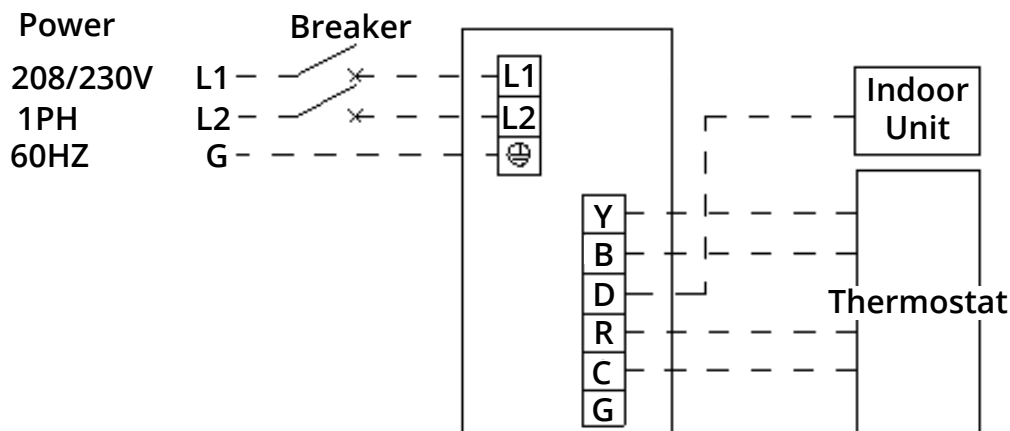 Power
Breaker
208/230V L1
L1
1PH L2
L2
60HZ G
Indoor
Unit
Y
B
D
R
C
G
Thermostat